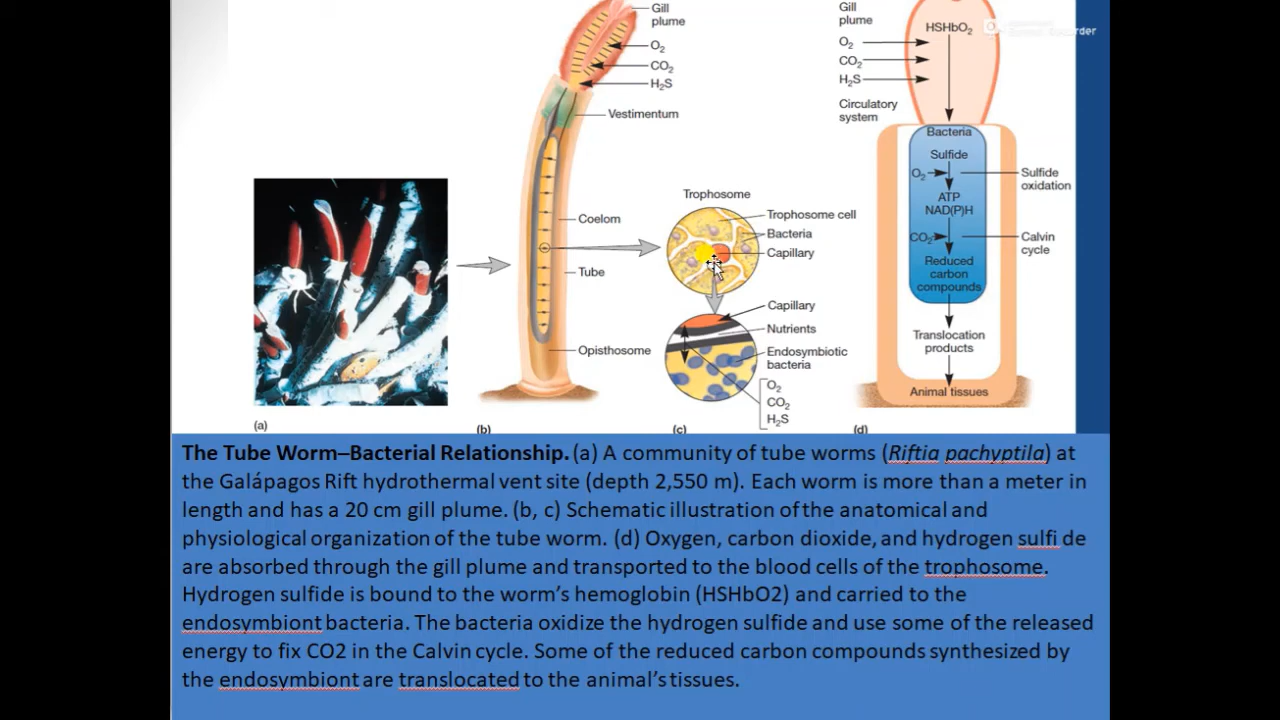 Gill
plume
O₂
CO₂
H₂S
Vestimentum
Coelom
Tube
Opisthosome
Trophosome
Trophosome cell
Bacteria
Capillary
Capillary
Nutrients
Endosymbiotic
bacteria
O₂
CO₂
H₂S
Gill
plume
O₂
CO₂
H₂S
Circulatory
system
HSHbO₂
Bacteria
Sulfide
O₂
ATP
NAD(P)H
CO₂
Reduced
carbon
compounds
Sulfide
oxidation
Calvin
cycle
Translocation
products
Animal tissues
(a)
(b)
(c)
(d)
The Tube Worm–Bacterial Relationship. (a) A community of tube worms (Riftia pachyptila) at
the Galápagos Rift hydrothermal vent site (depth 2,550 m). Each worm is more than a meter in
length and has a 20 cm gill plume. (b, c) Schematic illustration of the anatomical and
physiological organization of the tube worm. (d) Oxygen, carbon dioxide, and hydrogen sulfi de
are absorbed through the gill plume and transported to the blood cells of the trophosome.
Hydrogen sulfide is bound to the worm’s hemoglobin (HSHbO2) and carried to the
endosymbiont bacteria. The bacteria oxidize the hydrogen sulfide and use some of the released
energy to fix CO2 in the Calvin cycle. Some of the reduced carbon compounds synthesized by
the endosymbiont are translocated to the animal’s tissues.